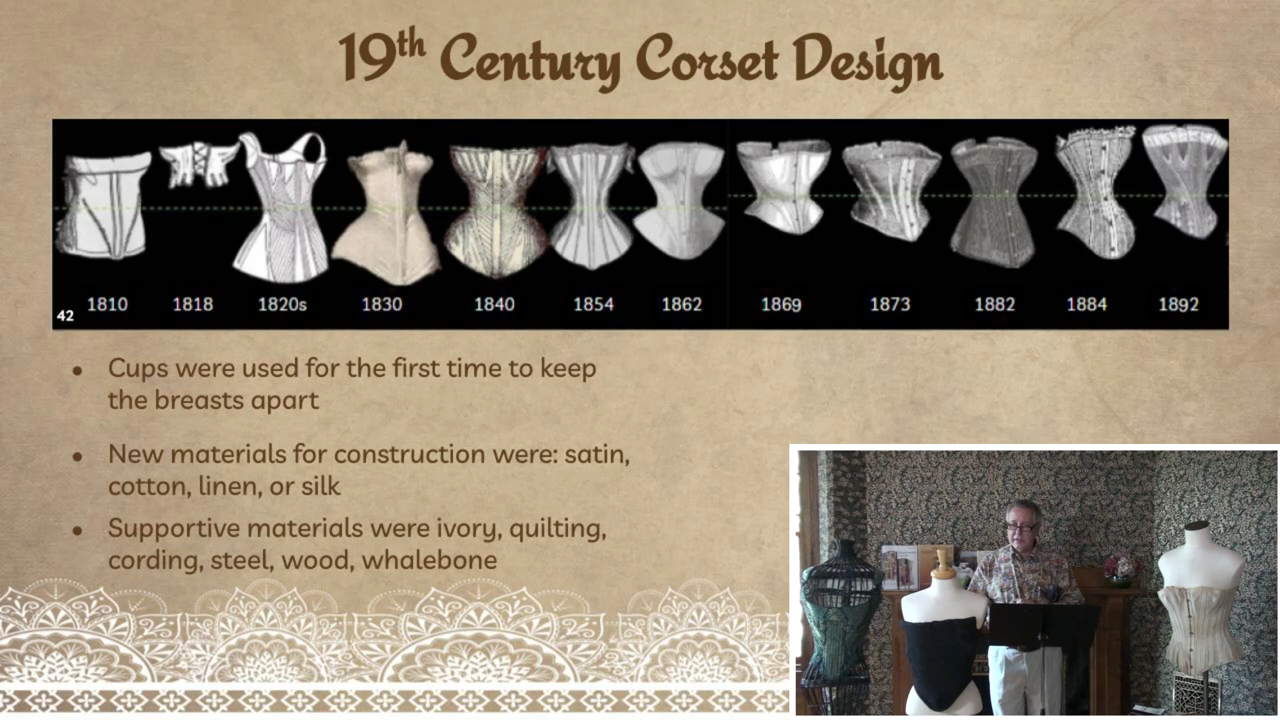 19th Century Corset Design
1810 1818 1820s 1830 1840 1854 1862 1869 1873 1882 1884 1892
42
• Cups were used for the first time to keep
the breasts apart
• New materials for construction were: satin,
cotton, linen, or silk
• Supportive materials were ivory, quilting,
cording, steel, wood, whalebone